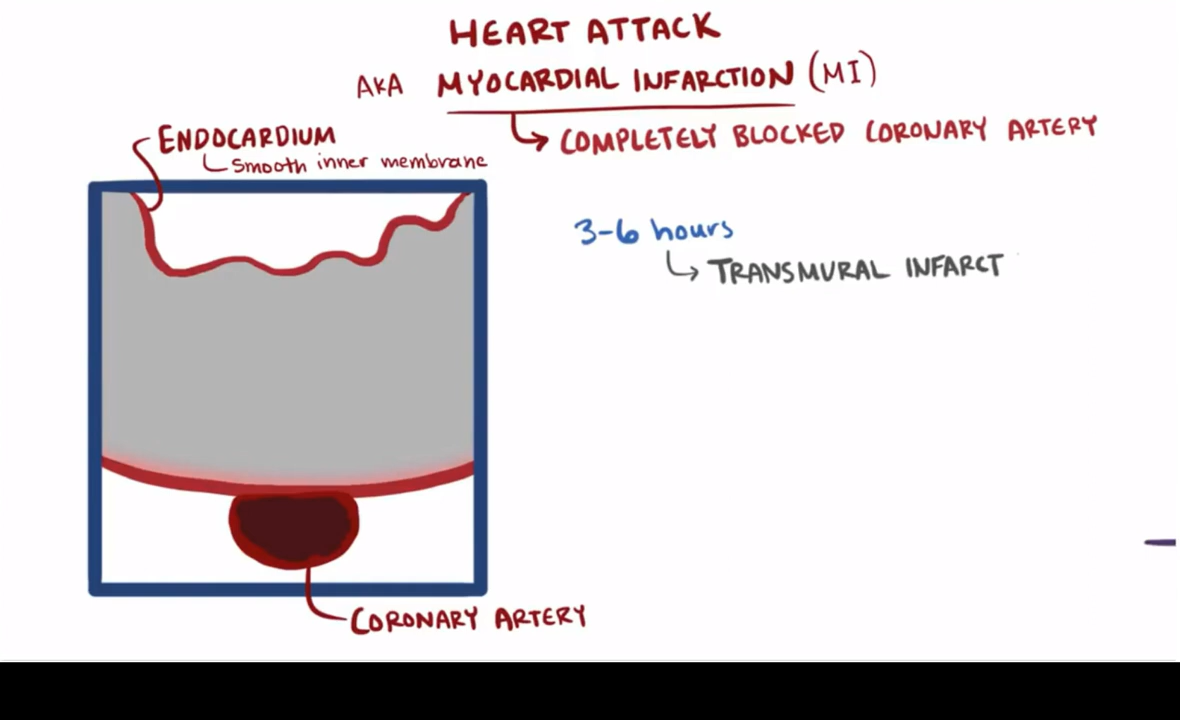 HEART ATTACK
AKA MYOCARDIAL INFARCTION (MI)
COMPLETELY BLOCKED CORONARY ARTERY
ENDOCARDIUM
Smooth inner membrane
3-6 hours
TRANSMURAL INFARCT
CORONARY ARTERY